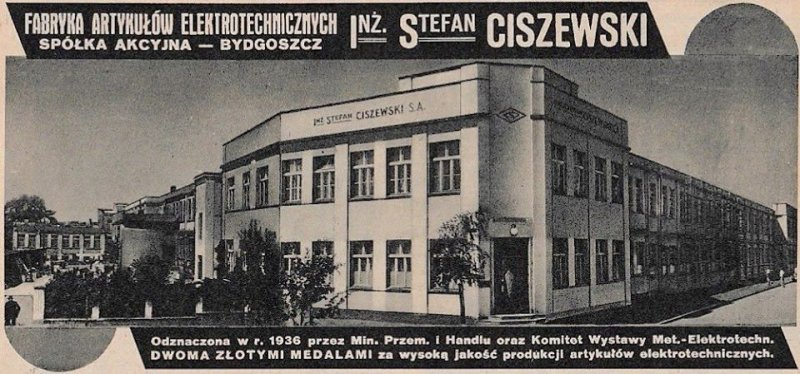 FABRYKA ARTYKUŁÓW ELEKTROTECHNICZNYCH
SPÓŁKA AKCYJNA — BYDGOSZCZ
INŻ. STEFAN CISZEWSKI
INŻ. STEFAN CISZEWSKI S.A.
Odznaczona w r. 1936 przez Min. Przem. i Handlu oraz Komitet Wystawy Met.-Elektrotechn.
DWOMA ZŁOTYMI MEDALAMI za wysoką jakość produkcji artykułów elektrotechnicznych.